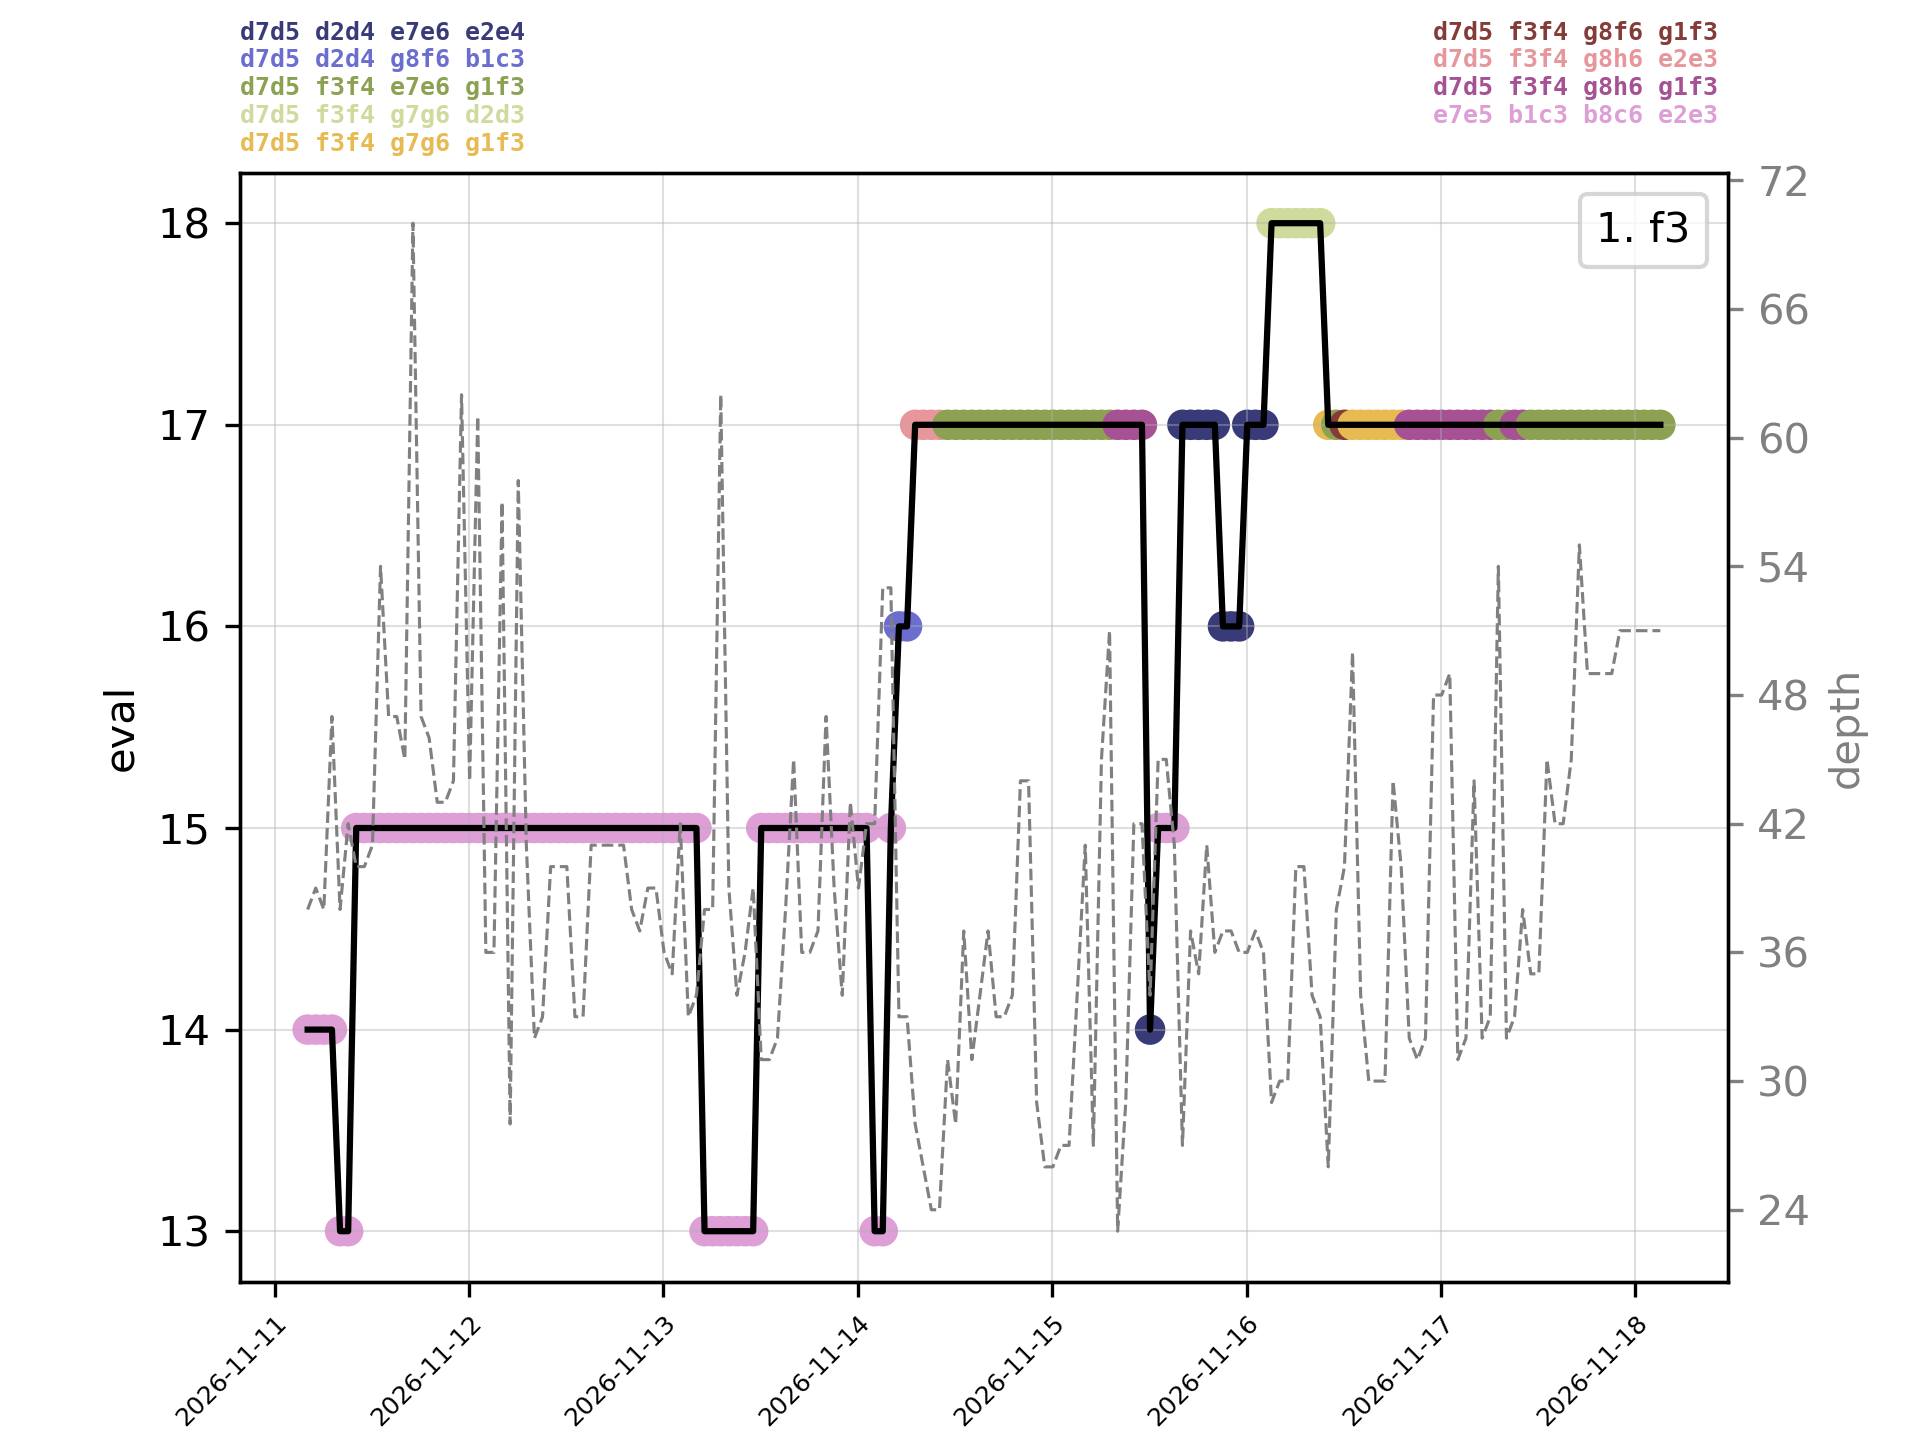 d7d5 d2d4 e7e6 e2e4
d7d5 d2d4 g8f6 b1c3
d7d5 f3f4 e7e6 g1f3
d7d5 f3f4 g7g6 d2d3
d7d5 f3f4 g7g6 g1f3
d7d5 f3f4 g8f6 g1f3
d7d5 f3f4 g8h6 e2e3
d7d5 f3f4 g8h6 g1f3
e7e5 b1c3 b8c6 e2e3
1. f3
18
17
16
15
14
13
eval
72
66
60
54
48
42
36
30
24
depth
2026-11-11
2026-11-12
2026-11-13
2026-11-14
2026-11-15
2026-11-16
2026-11-17
2026-11-18